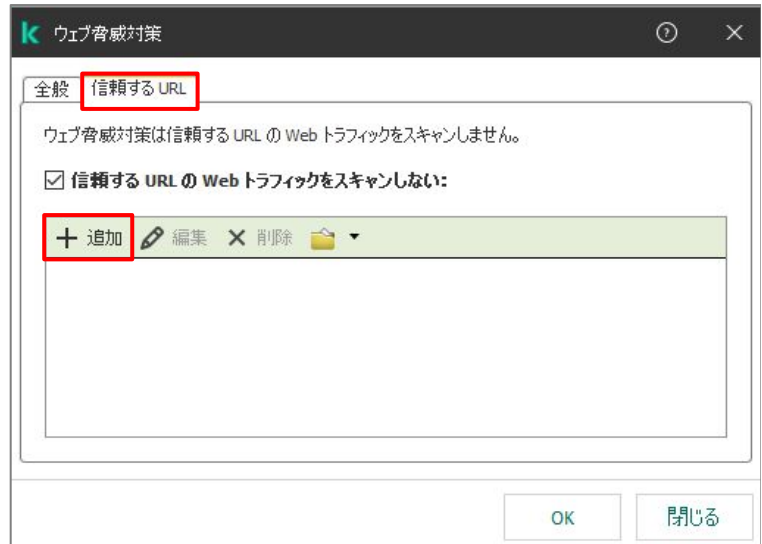 ウェブ脅威対策
全般 信頼する URL
ウェブ脅威対策は信頼する URL の Web トラフィックをスキャンしません。
信頼する URL の Web トラフィックをスキャンしない:
追加 編集 削除
OK 閉じる